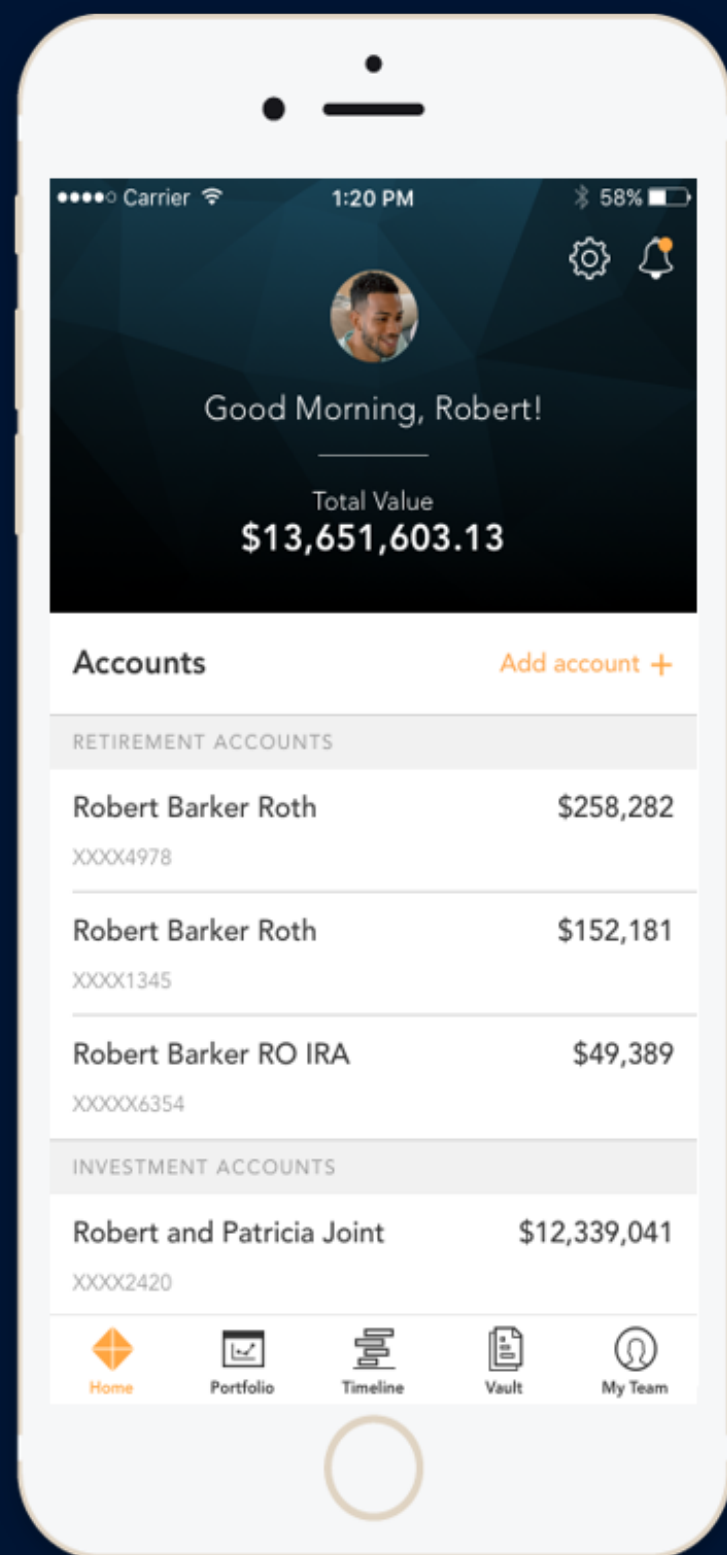 Carrier 1:20 PM 58%
Good Morning, Robert!
Total Value
$13,651,603.13
Accounts Add account +
RETIREMENT ACCOUNTS
Robert Barker Roth $258,282
XXXX4978
Robert Barker Roth $152,181
XXXX1345
Robert Barker RO IRA $49,389
XXXXX6354
INVESTMENT ACCOUNTS
Robert and Patricia Joint $12,339,041
XXXX2420
Home Portfolio Timeline Vault My Team